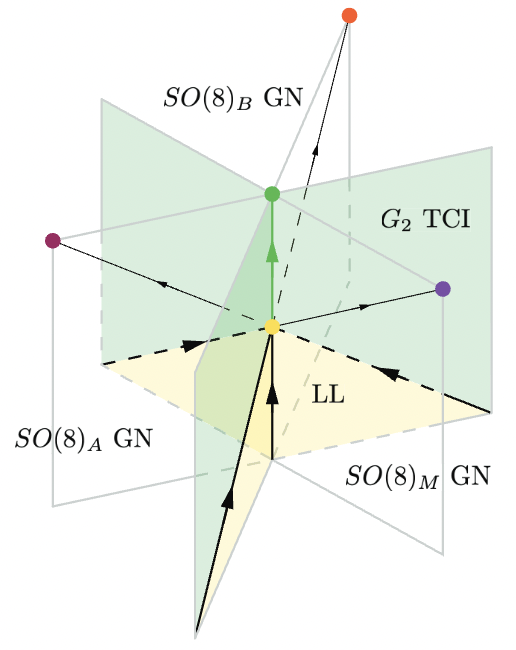 SO(8)_B GN
G_2 TCI
LL
SO(8)_A GN
SO(8)_M GN